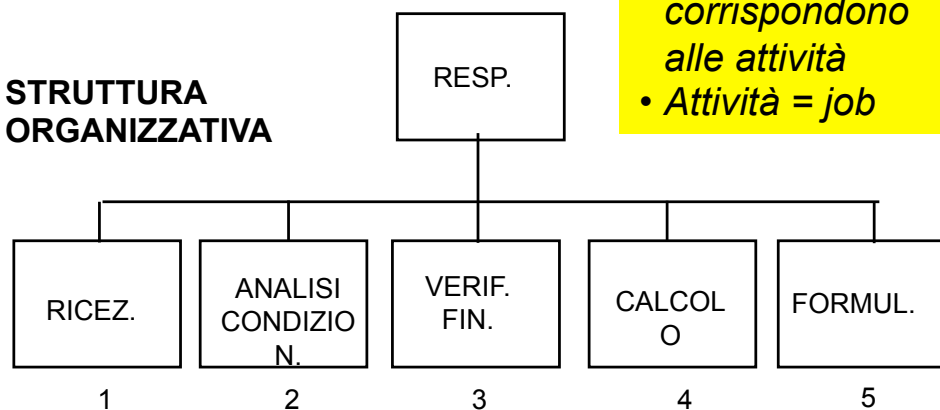 corrispondono
alle attività
• Attività = job
RESP.
STRUTTURA
ORGANIZZATIVA
RICEZ.
ANALISI
CONDIZIO
N.
VERIF.
FIN.
CALCOL
O
FORMUL.
1
2
3
4
5